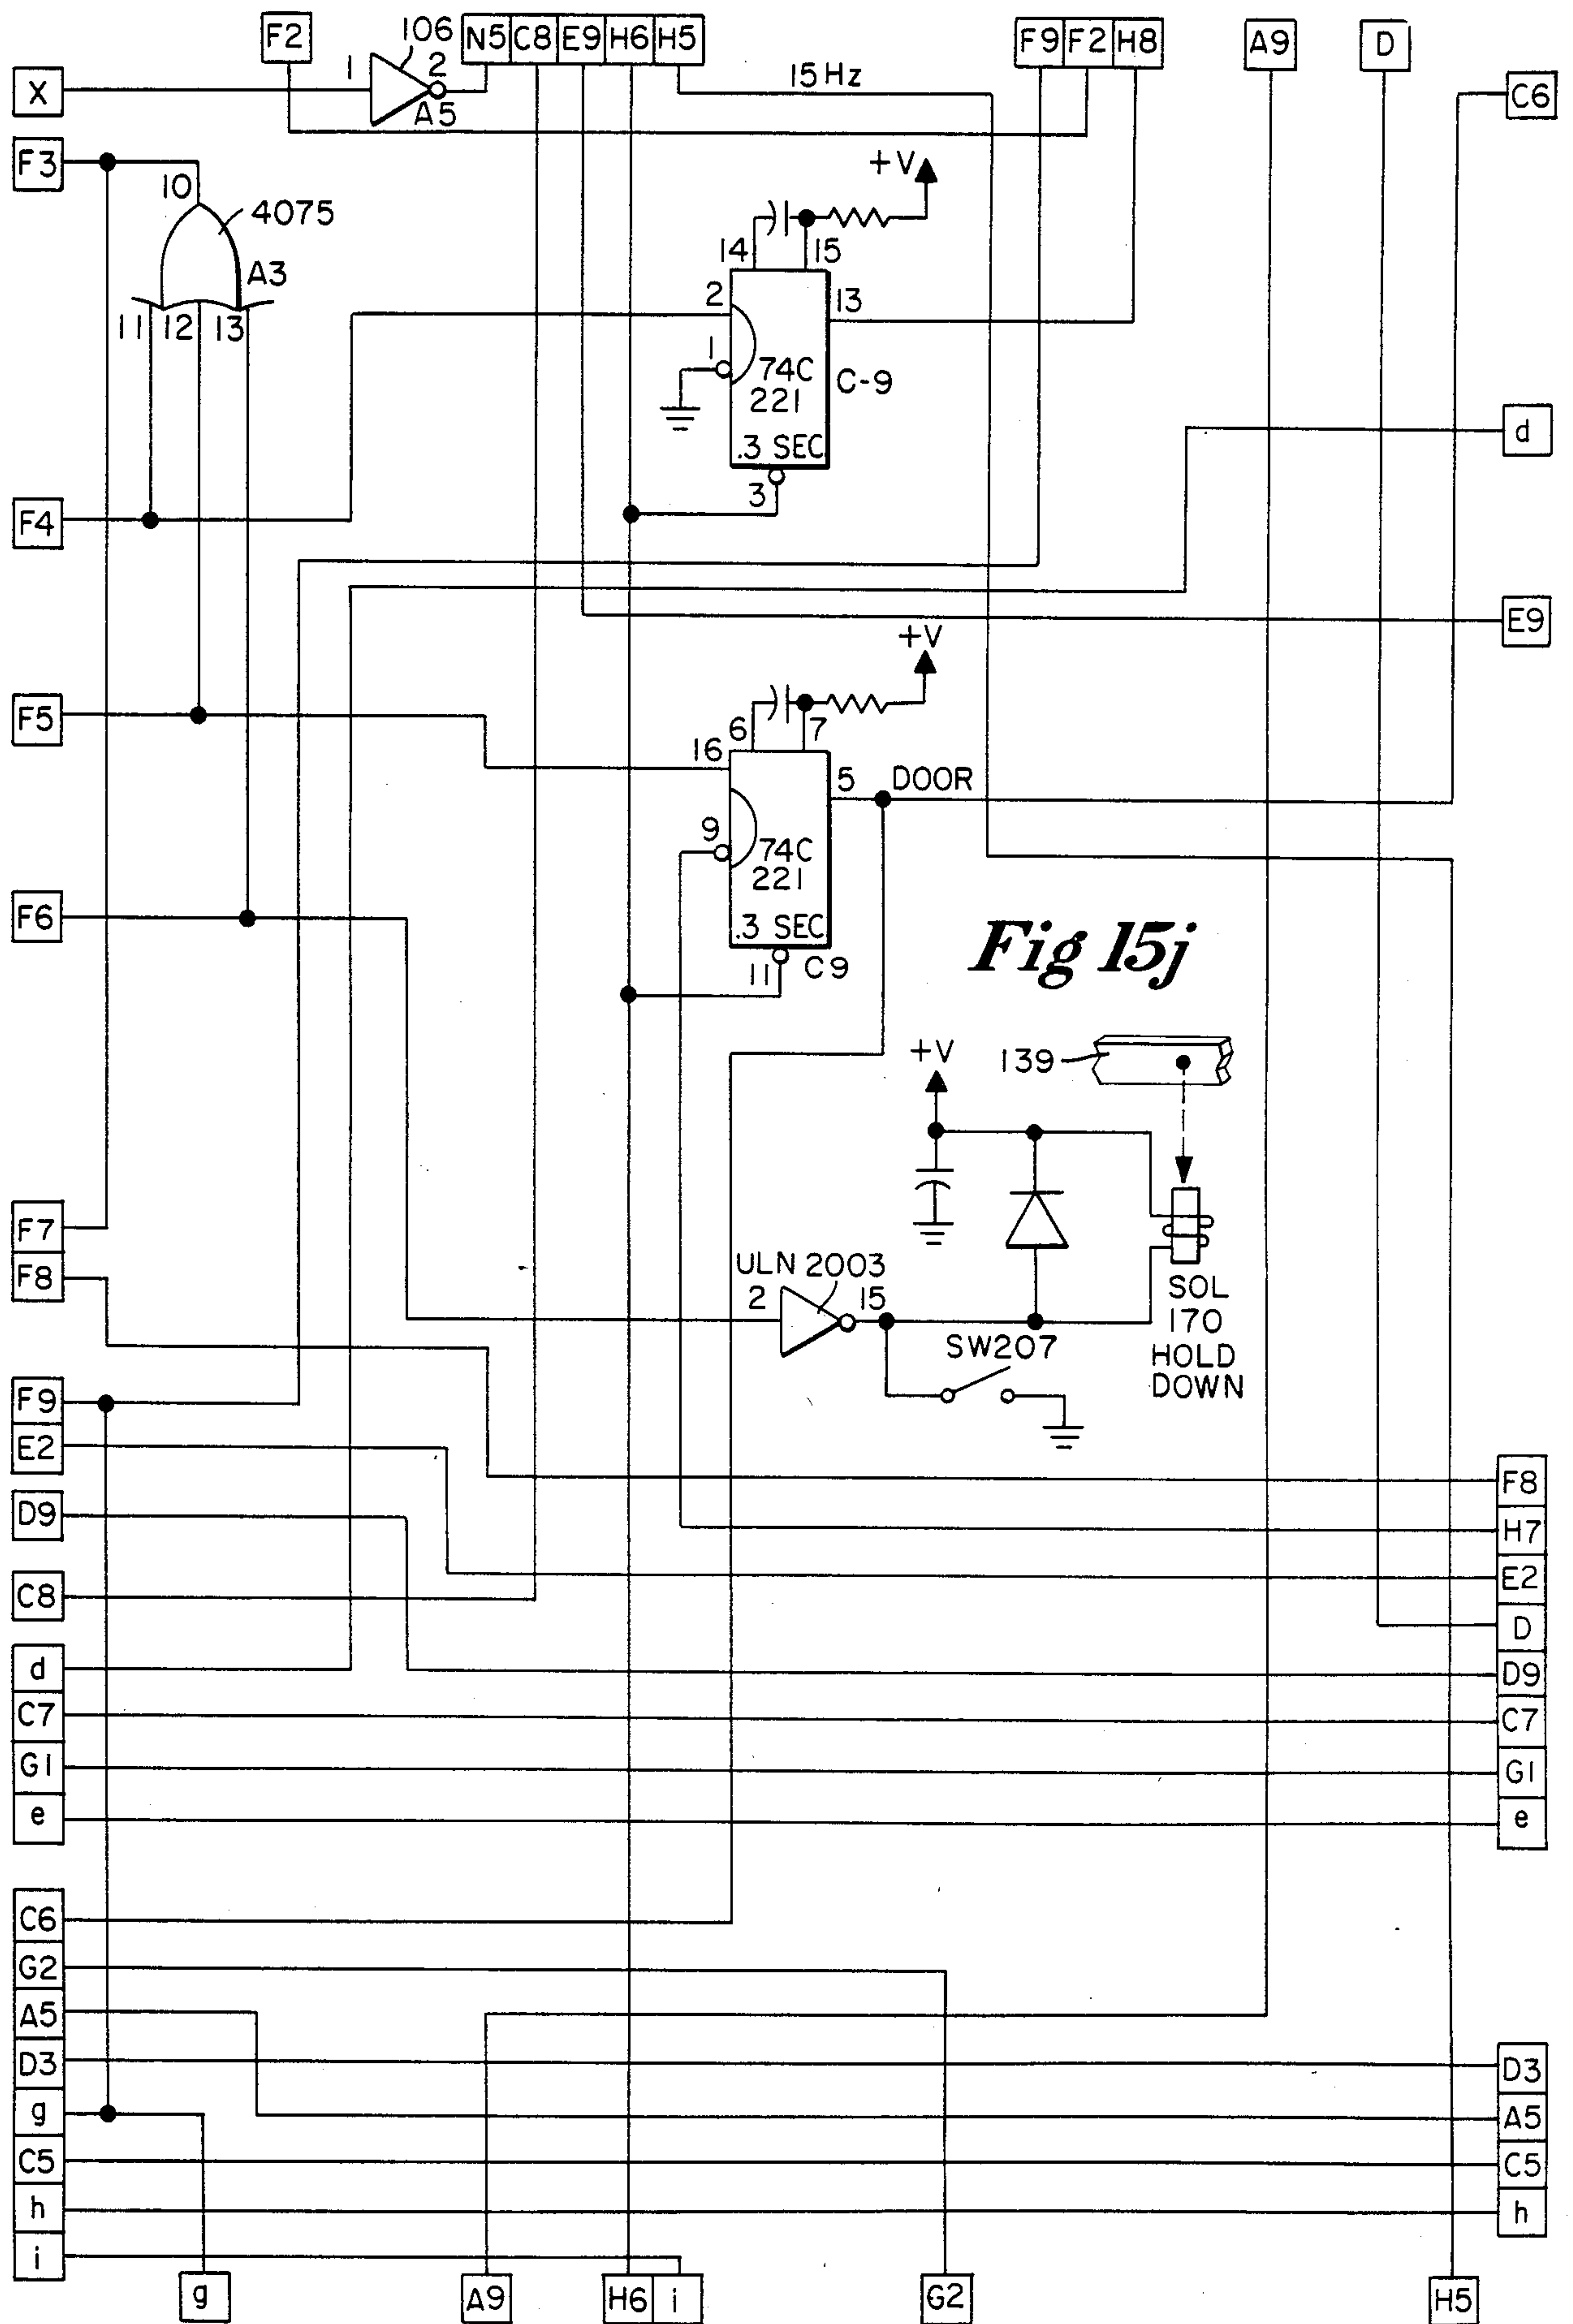 F2
106
N5 C8 E9 H6 H5
F9 F2 H8
A9
D
X
1
2
A5
15Hz
C6
F3
10
4075
A3
11 12 13
+V
14
15
2
13
1
74C
221
C-9
.3 SEC
3
d
F4
E9
+V
F5
6
7
16
5
DOOR
9
74C
221
.3 SEC
11
C9
F6
Fig 15j
+V
139
F7
F8
ULN 2003
2
15
SOL
170
HOLD
DOWN
SW207
F9
E2
D9
C8
d
C7
G1
e
F8
H7
E2
D
D9
C7
G1
e
C6
G2
A5
D3
g
C5
h
i
D3
A5
C5
h
g
A9
H6 i
G2
H5